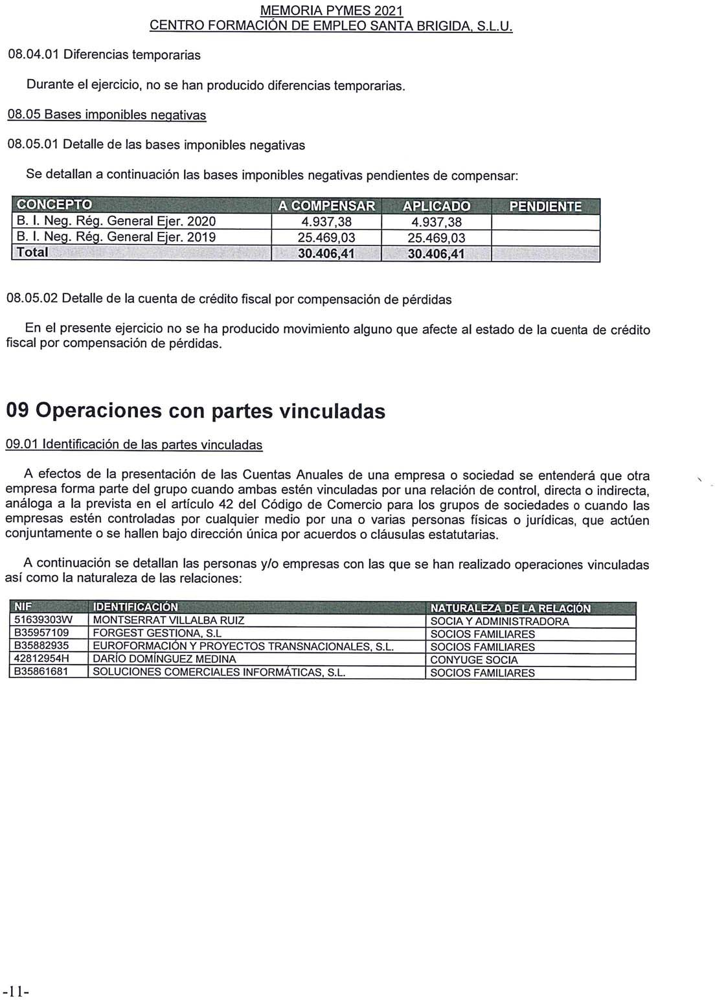 MEMORIA PYMES 2021
CENTRO FORMACIÓN DE EMPLEO SANTA BRIGIDA, S.L.U.
08.04.01 Diferencias temporarias
Durante el ejercicio, no se han producido diferencias temporarias.
08.05 Bases imponibles negativas
08.05.01 Detalle de las bases imponibles negativas
Se detallan a continuación las bases imponibles negativas pendientes de compensar:
CONCEPTO A COMPENSAR APLICADO PENDIENTE
B. I. Neg. Rég. General Ejer. 2020 4.937,38 4.937,38
B. I. Neg. Rég. General Ejer. 2019 25.469,03 25.469,03
Total 30.406,41 30.406,41
08.05.02 Detalle de la cuenta de crédito fiscal por compensación de pérdidas
En el presente ejercicio no se ha producido movimiento alguno que afecte al estado de la cuenta de crédito
fiscal por compensación de pérdidas.
09 Operaciones con partes vinculadas
09.01 Identificación de las partes vinculadas
A efectos de la presentación de las Cuentas Anuales de una empresa o sociedad se entenderá que otra
empresa forma parte del grupo cuando ambas estén vinculadas por una relación de control, directa o indirecta,
análoga a la prevista en el artículo 42 del Código de Comercio para los grupos de sociedades o cuando las
empresas estén controladas por cualquier medio por una o varias personas físicas o jurídicas, que actúen
conjuntamente o se hallen bajo dirección única por acuerdos o cláusulas estatutarias.
A continuación se detallan las personas y/o empresas con las que se han realizado operaciones vinculadas
así como la naturaleza de las relaciones:
NIF IDENTIFICACIÓN NATURALEZA DE LA RELACIÓN
51639303W MONTSERRAT VILLALBA RUIZ SOCIA Y ADMINISTRADORA
B35957109 FORGEST GESTIONA, S.L SOCIOS FAMILIARES
B35882935 EUROFORMACIÓN Y PROYECTOS TRANSNACIONALES, S.L. SOCIOS FAMILIARES
42812954H DARÍO DOMÍNGUEZ MEDINA CONYUGE SOCIA
B35861681 SOLUCIONES COMERCIALES INFORMÁTICAS, S.L. SOCIOS FAMILIARES
-11-